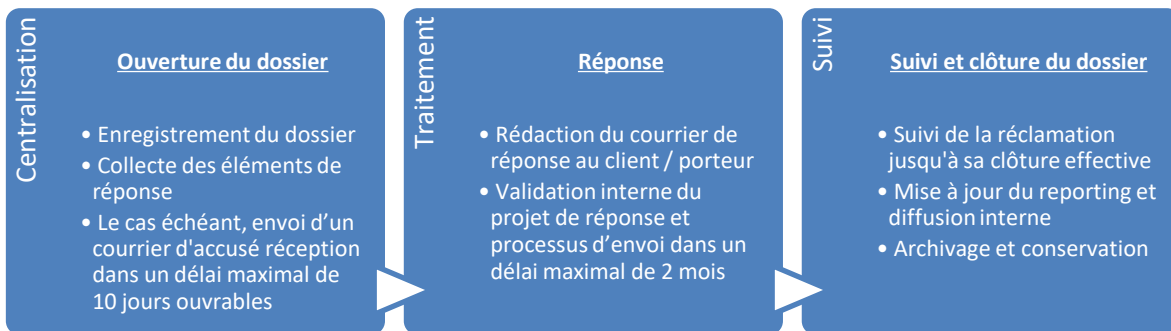 Centralisation
Ouverture du dossier
• Enregistrement du dossier
• Collecte des éléments de
réponse
• Le cas échéant, envoi d’un
courrier d'accusé réception
dans un délai maximal de
10 jours ouvrables
Traitement
Réponse
• Rédaction du courrier de
réponse au client / porteur
• Validation interne du
projet de réponse et
processus d’envoi dans un
délai maximal de 2 mois
Suivi
Suivi et clôture du dossier
• Suivi de la réclamation
jusqu'à sa clôture effective
• Mise à jour du reporting et
diffusion interne
• Archivage et conservation